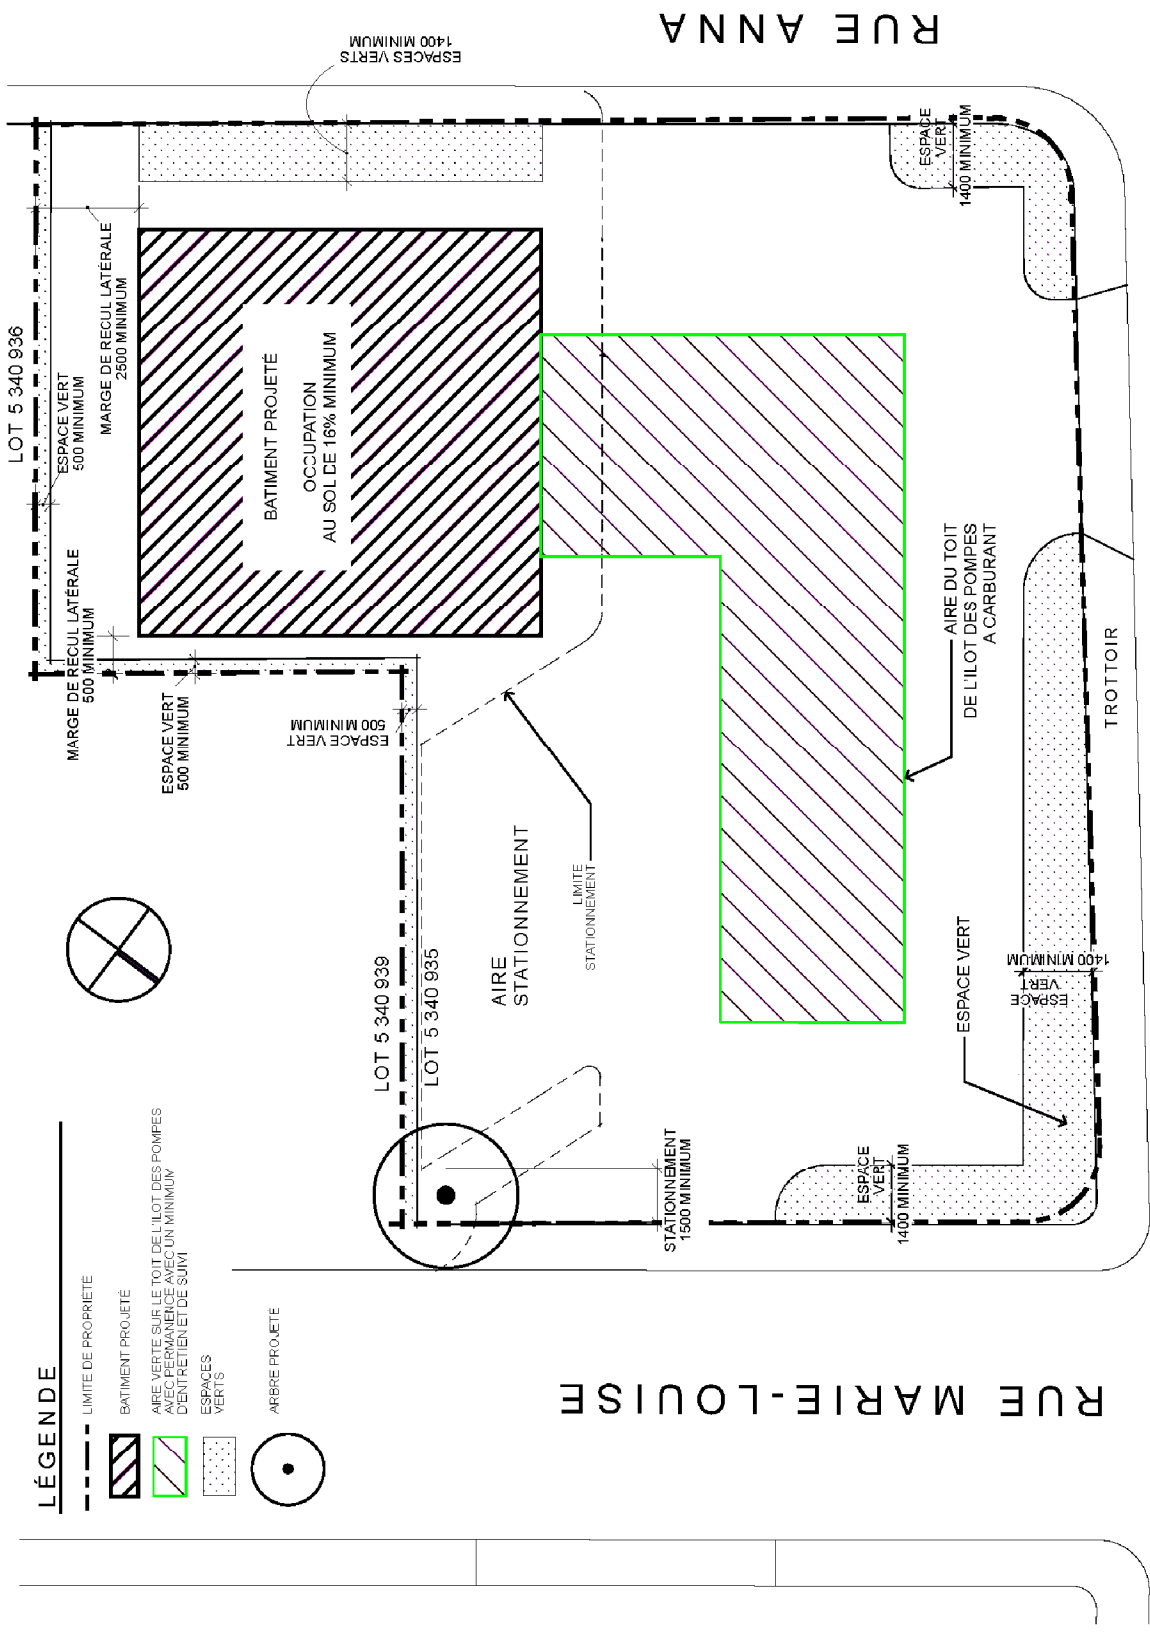 RUE ANNA
ESPACES VERTS
1400 MINIMUM
ESPACE
VERT
1400 MINIMUM
LOT 5 340 936
ESPACE VERT
500 MINIMUM
MARGE DE RECUL LATÉRALE
2500 MINIMUM
BATIMENT PROJETÉ
OCCUPATION
AU SOL DE 16% MINIMUM
MARGE DE RECUL LATÉRALE
500 MINIMUM
ESPACE VERT
500 MINIMUM
ESPACE VERT
500 MINIMUM
AIRE DU TOIT
DE L'ILOT DES POMPES
A CARBURANT
TROTTOIR
AIRE
STATIONNEMENT
LIMITE
STATIONNEMENT
LOT 5 340 939
LOT 5 340 935
ESPACE VERT
ESPACE
VERT
1400 MINIMUM
STATIONNEMENT
1500 MINIMUM
ESPACE
VERT
1400 MINIMUM
RUE MARIE-LOUISE
LÉGENDE
LIMITE DE PROPRIÉTÉ
BATIMENT PROJETÉ
AIRE VERTE SUR LE TOIT DE L'ILOT DES POMPES
AVEC PERMANENCE AVEC UN MINIMUM
D'ENTRETIEN ET DE SUIVI
ESPACES
VERTS
ARBRE PROJETÉ